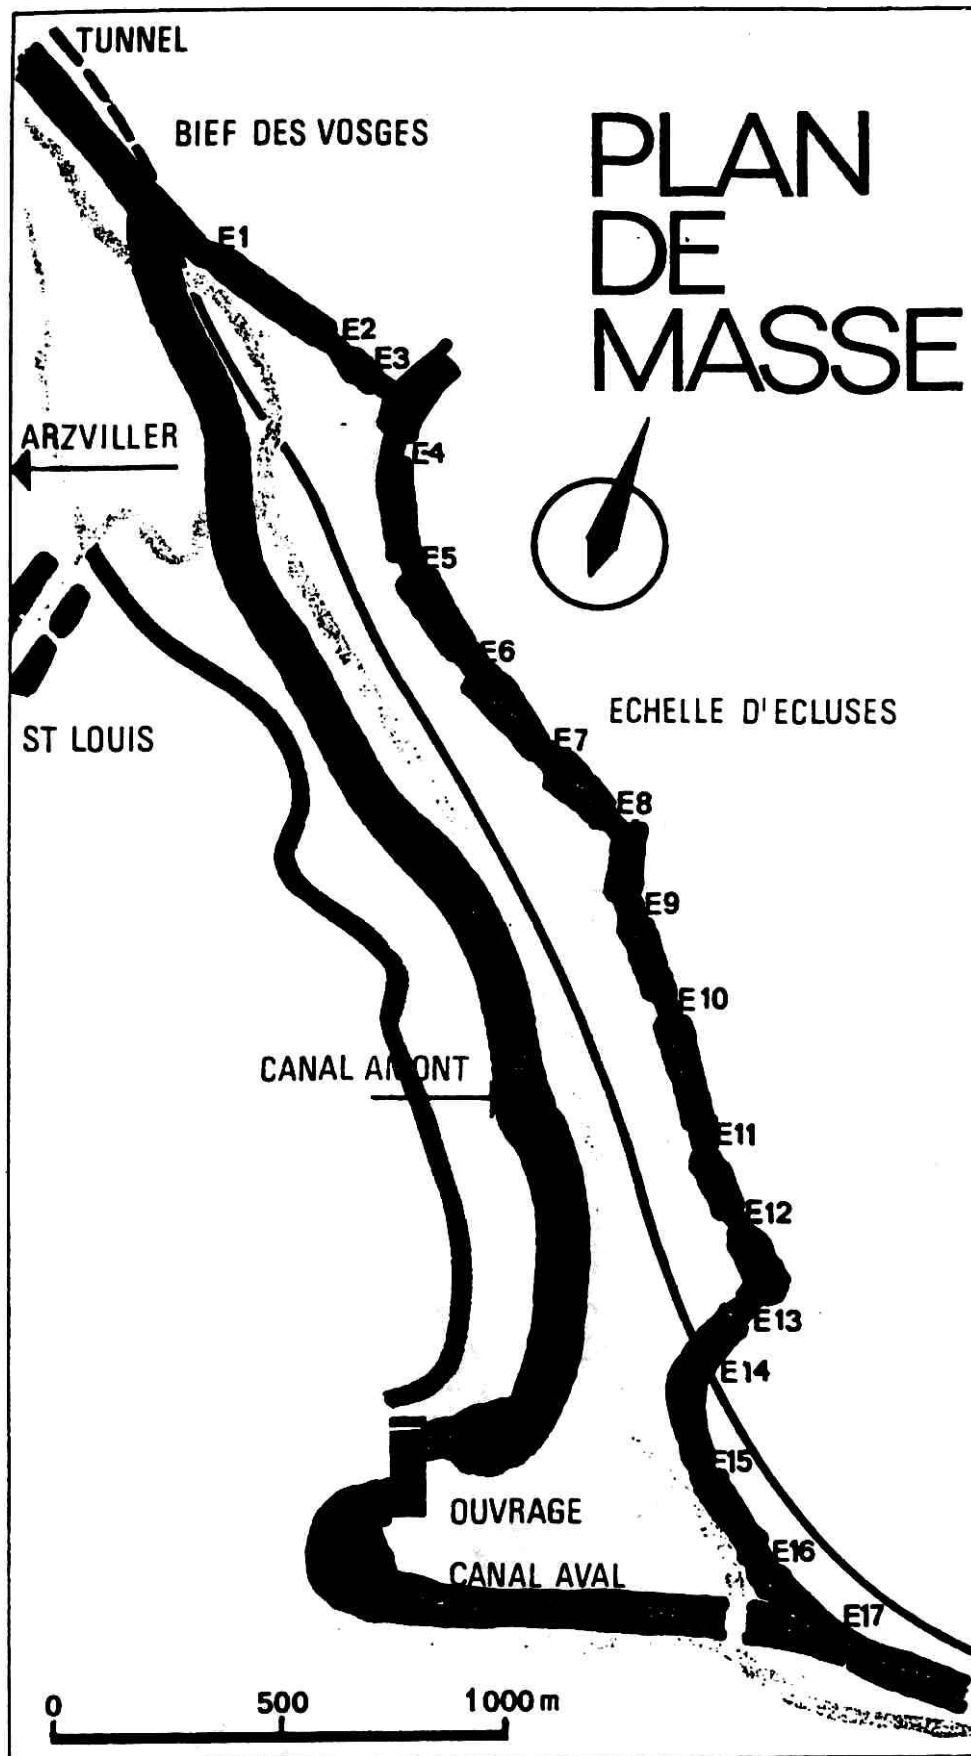 TUNNEL
BIEF DES VOSGES
PLAN
DE
MASSE
E1
E2
E3
ARZVILLER
E4
E5
E6
ST LOUIS
ECHELLE D'ECLUSES
E7
E8
E9
E10
CANAL AMONT
E11
E12
E13
E14
E15
OUVRAGE
E16
CANAL AVAL
E17
0 500 1000 m